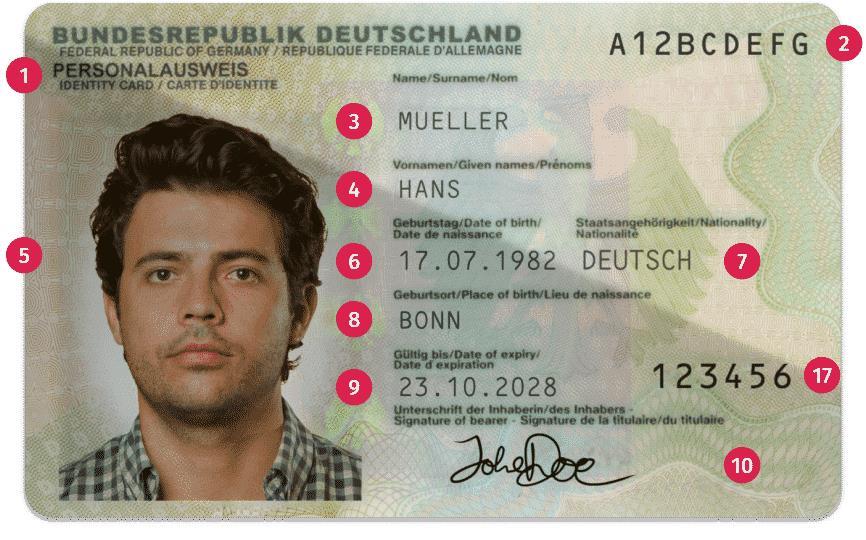 BUNDESREPUBLIK DEUTSCHLAND
FEDERAL REPUBLIC OF GERMANY / REPUBLIQUE FEDERALE D'ALLEMAGNE
A12BCDEFG
2
1
PERSONALAUSWEIS
IDENTITY CARD / CARTE D'IDENTITE
Name/Surname/Nom
3
MUELLER
Vornamen/Given names/Prénoms
4
HANS
Geburtstag/Date of birth/
Date de naissance
Staatsangehörigkeit/Nationality/
Nationalité
5
6
17.07.1982
DEUTSCH
7
Geburtsort/Place of birth/Lieu de naissance
8
BONN
Gültig bis/Date of expiry/
Date d'expiration
9
23.10.2028
123456
17
Unterschrift der Inhaberin/des Inhabers -
Signature of bearer - Signature de la titulaire/du titulaire
John Doe
10